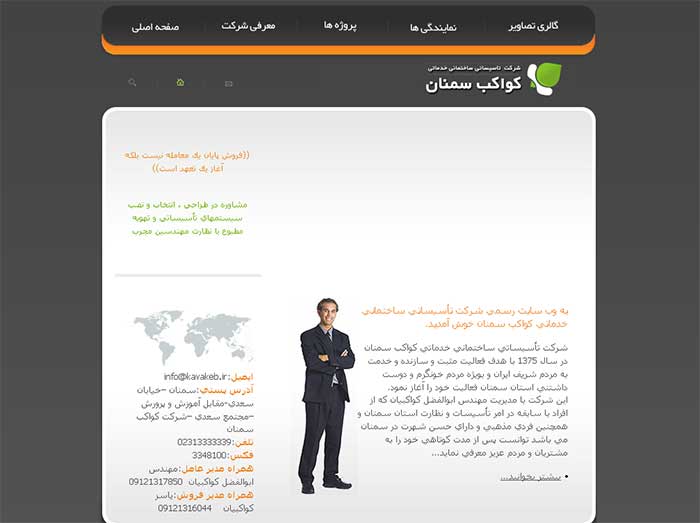 صفحه اصلی
معرفی شرکت
پروژه ها
نمایندگی ها
گالری تصاویر
شرکت تاسیساتی ساختمانی خدماتی
کواکب سمنان
((فروش پایان یک معامله نیست بلکه
آغاز یک تعهد است))
مشاوره در طراحی ، انتخاب و نصب
سیستمهای تأسیساتی و تهویه
مطبوع با نظارت مهندسین مجرب
به وب سایت رسمی شرکت تأسیساتی ساختمانی
خدماتی کواکب سمنان خوش آمدید.
شرکت تأسیساتی ساختمانی خدماتی کواکب سمنان
در سال 1375 با هدف فعالیت مثبت و سازنده و خدمت
به مردم شریف ایران و بویژه مردم خونگرم و دوست
داشتنی استان سمنان فعالیت خود را آغاز نمود.
این شرکت با مدیریت مهندس ابوالفضل کواکبیان که از
افراد با سابقه در امر تأسیسات و نظارت استان سمنان و
همچنین فردی مذهبی و دارای حسن شهرت در سمنان
می باشد توانست پس از مدت کوتاهی خود را به
مشتریان و مردم عزیز معرفی نماید...
• بیشتر بخوانید...
ایمیل:info@kavakeb.ir
آدرس پستی:سمنان –خیابان
سعدی-مقابل آموزش و پرورش
–مجتمع سعدی –شرکت کواکب
سمنان
تلفن:02313333339
فکس:3348100
همراه مدیر عامل:مهندس
ابوالفضل کواکبیان 09121317850
همراه مدیر فروش:یاسر
کواکبیان 09121316044